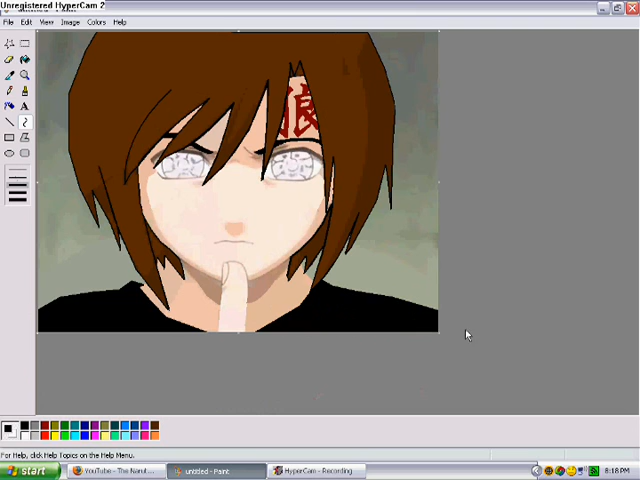 Unregistered HyperCam 2
File Edit View Image Colors Help
狼
For Help, click Help Topics on the Help Menu.
start
YouTube - The Narut ...
untitled - Paint
HyperCam - Recording
8:18 PM